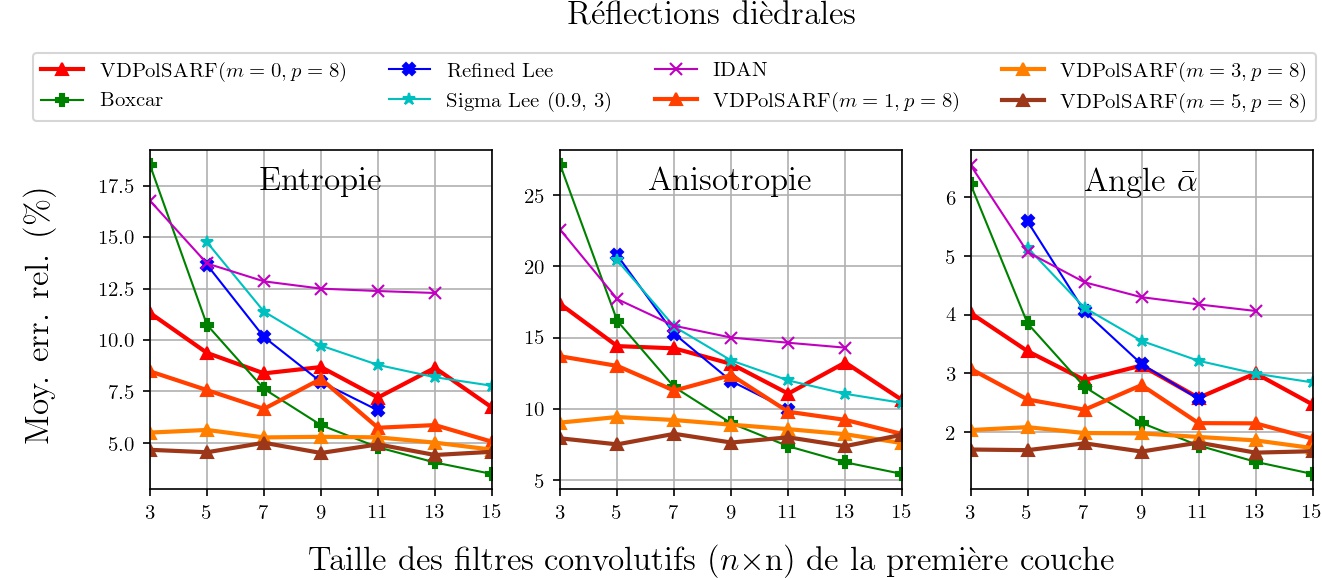 Réflections dièdrales
VDPolSARF(m = 0, p = 8) Refined Lee IDAN VDPolSARF(m = 3, p = 8)
Boxcar Sigma Lee (0.9, 3) VDPolSARF(m = 1, p = 8) VDPolSARF(m = 5, p = 8)
Moy. err. rel. (%)
Entropie
17.5
15.0
12.5
10.0
7.5
5.0
3 5 7 9 11 13 15
Anisotropie
25
20
15
10
5
3 5 7 9 11 13 15
Angle ᾱ
6
5
4
3
2
3 5 7 9 11 13 15
Taille des filtres convolutifs (n×n) de la première couche